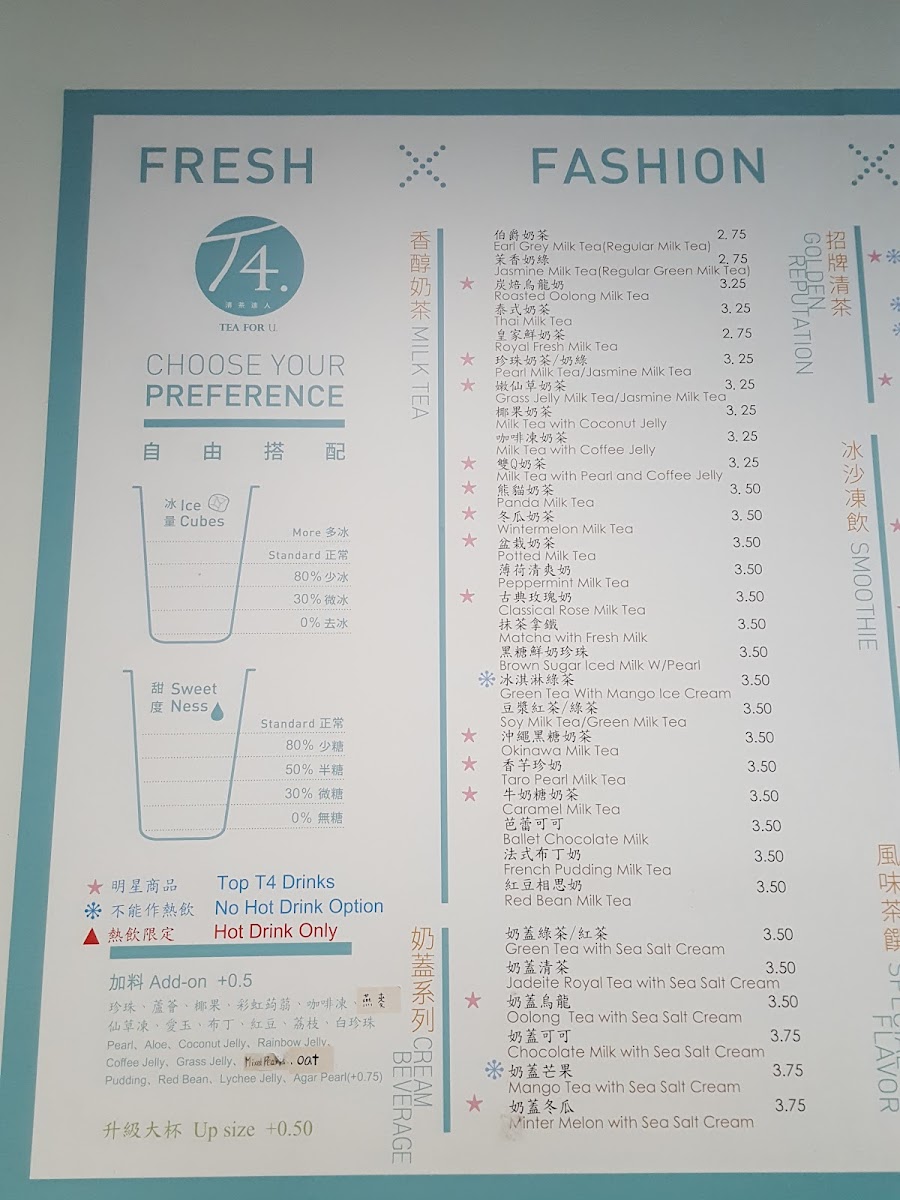 FRESH
FASHION
T4.
清茶達人
TEA FOR U.
CHOOSE YOUR
PREFERENCE
自由搭配
冰量 Ice Cubes
More 多冰
Standard 正常
80% 少冰
30% 微冰
0% 去冰
甜度 Sweet Ness
Standard 正常
80% 少糖
50% 半糖
30% 微糖
0% 無糖
明星商品 Top T4 Drinks
不能作熱飲 No Hot Drink Option
熱飲限定 Hot Drink Only
加料 Add-on +0.5
珍珠、蘆薈、椰果、彩虹蒟蒻、咖啡凍、燕麥
仙草凍、愛玉、布丁、紅豆、荔枝、白珍珠
Pearl、Aloe、Coconut Jelly、Rainbow Jelly、
Coffee Jelly、Grass Jelly、 .oat
Pudding、Red Bean、Lychee Jelly、Agar Pearl(+0.75)
升級大杯 Up size +0.50
香醇奶茶 MILK TEA
伯爵奶茶 2.75
Earl Grey Milk Tea(Regular Milk Tea)
茉香奶綠 2.75
Jasmine Milk Tea(Regular Green Milk Tea)
炭焙烏龍奶 3.25
Roasted Oolong Milk Tea
泰式奶茶 3.25
Thai Milk Tea
皇家鮮奶茶 2.75
Royal Fresh Milk Tea
珍珠奶茶/奶綠 3.25
Pearl Milk Tea/Jasmine Milk Tea
嫩仙草奶茶 3.25
Grass Jelly Milk Tea/Jasmine Milk Tea
椰果奶茶 3.25
Milk Tea with Coconut Jelly
咖啡凍奶茶 3.25
Milk Tea with Coffee Jelly
雙Q奶茶 3.25
Milk Tea with Pearl and Coffee Jelly
熊貓奶茶 3.50
Panda Milk Tea
冬瓜奶茶 3.50
Wintermelon Milk Tea
盆栽奶茶 3.50
Potted Milk Tea
薄荷清爽奶 3.50
Peppermint Milk Tea
古典玫瑰奶 3.50
Classical Rose Milk Tea
抹茶拿鐵 3.50
Matcha with Fresh Milk
黑糖鮮奶珍珠 3.50
Brown Sugar Iced Milk W/Pearl
冰淇淋綠茶 3.50
Green Tea With Mango Ice Cream
豆漿紅茶/綠茶 3.50
Soy Milk Tea/Green Milk Tea
沖繩黑糖奶茶 3.50
Okinawa Milk Tea
香芋珍奶 3.50
Taro Pearl Milk Tea
牛奶糖奶茶 3.50
Caramel Milk Tea
芭蕾可可 3.50
Ballet Chocolate Milk
法式布丁奶 3.50
French Pudding Milk Tea
紅豆相思奶 3.50
Red Bean Milk Tea
奶蓋系列 CREAM BEVERAGE
奶蓋綠茶/紅茶 3.50
Green Tea with Sea Salt Cream
奶蓋清茶 3.50
Jadeite Royal Tea with Sea Salt Cream
奶蓋烏龍 3.50
Oolong Tea with Sea Salt Cream
奶蓋可可 3.75
Chocolate Milk with Sea Salt Cream
奶蓋芒果 3.75
Mango Tea with Sea Salt Cream
奶蓋冬瓜 3.75
Minter Melon with Sea Salt Cream
招牌清茶 GOLDEN REPUTATION
冰沙凍飲 SMOOTHIE
風味茶饌 FLAVOR